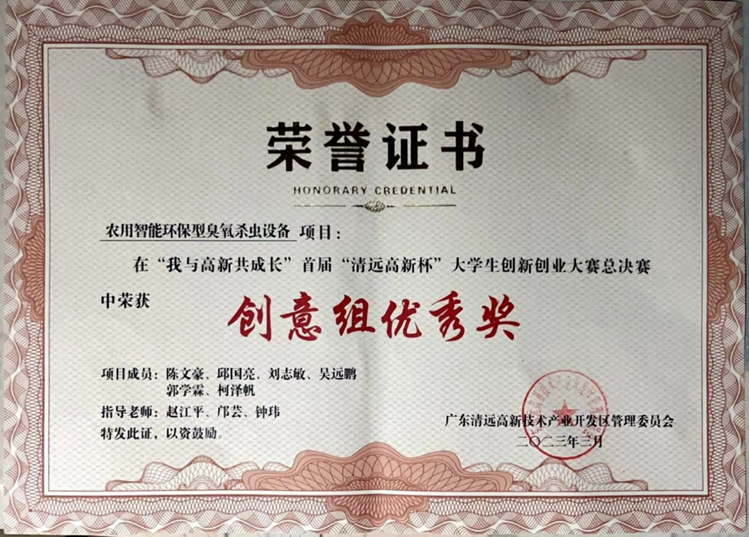 荣誉证书
HONORARY CREDENTIAL
农用智能环保型臭氧杀虫设备 项目：
在“我与高新共成长”首届“清远高新杯”大学生创新创业大赛总决赛
中荣获 创意组优秀奖
项目成员：陈文豪、邱国亮、刘志敏、吴远鹏
郭学霖、柯泽帆
指导老师：赵江平、邝芸、钟玮
特发此证，以资鼓励。
广东清远高新技术产业开发区管理委员会
二〇二三年三月